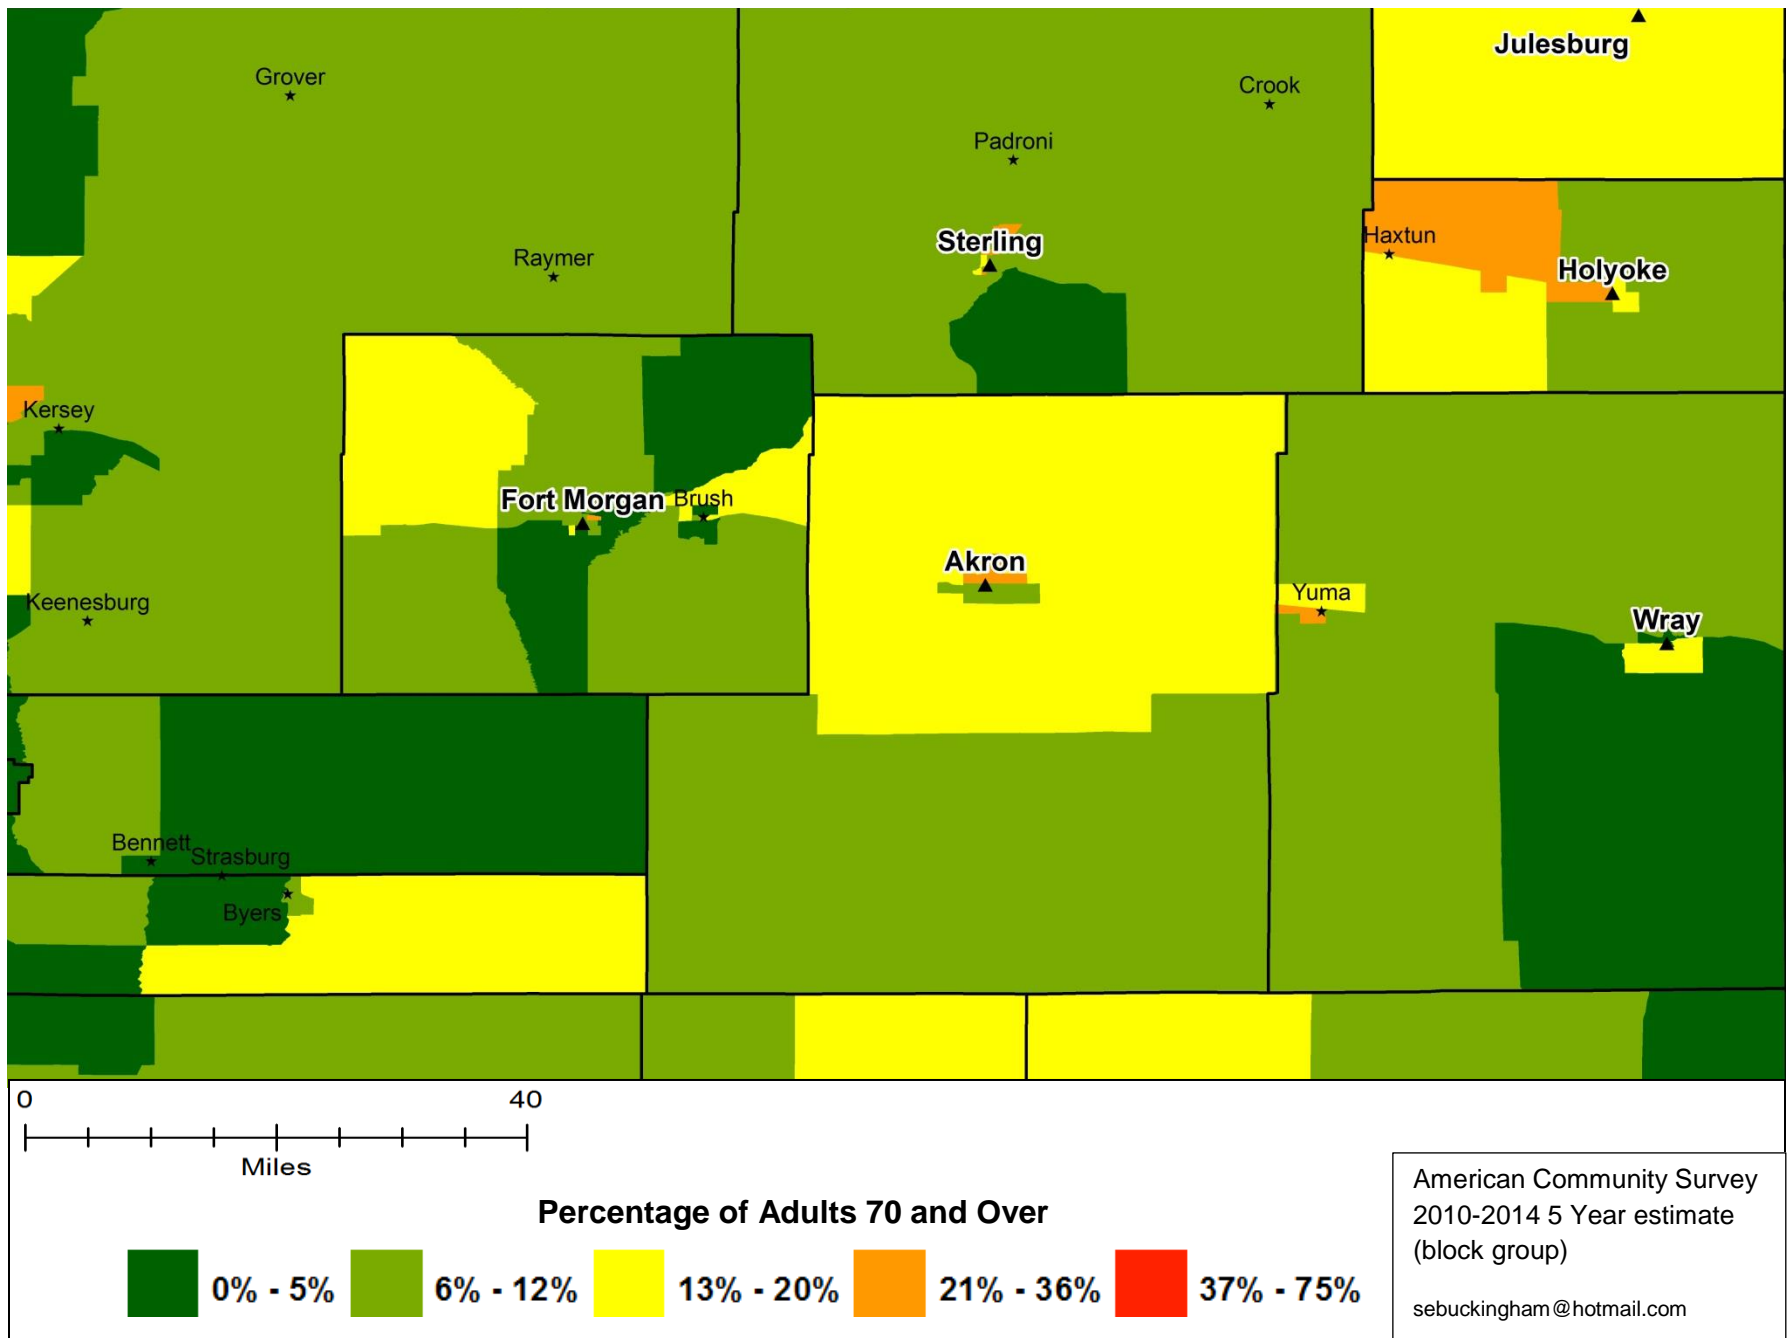 Julesburg
Grover
Crook
Padroni
Haxtun
Sterling
Raymer
Holyoke
Kersey
Fort Morgan
Brush
Akron
Yuma
Keenesburg
Wray
Bennett
Strasburg
Byers
0 40
Miles
Percentage of Adults 70 and Over
0% - 5% 6% - 12% 13% - 20% 21% - 36% 37% - 75%
American Community Survey
2010-2014 5 Year estimate
(block group)
sebuckingham@hotmail.com